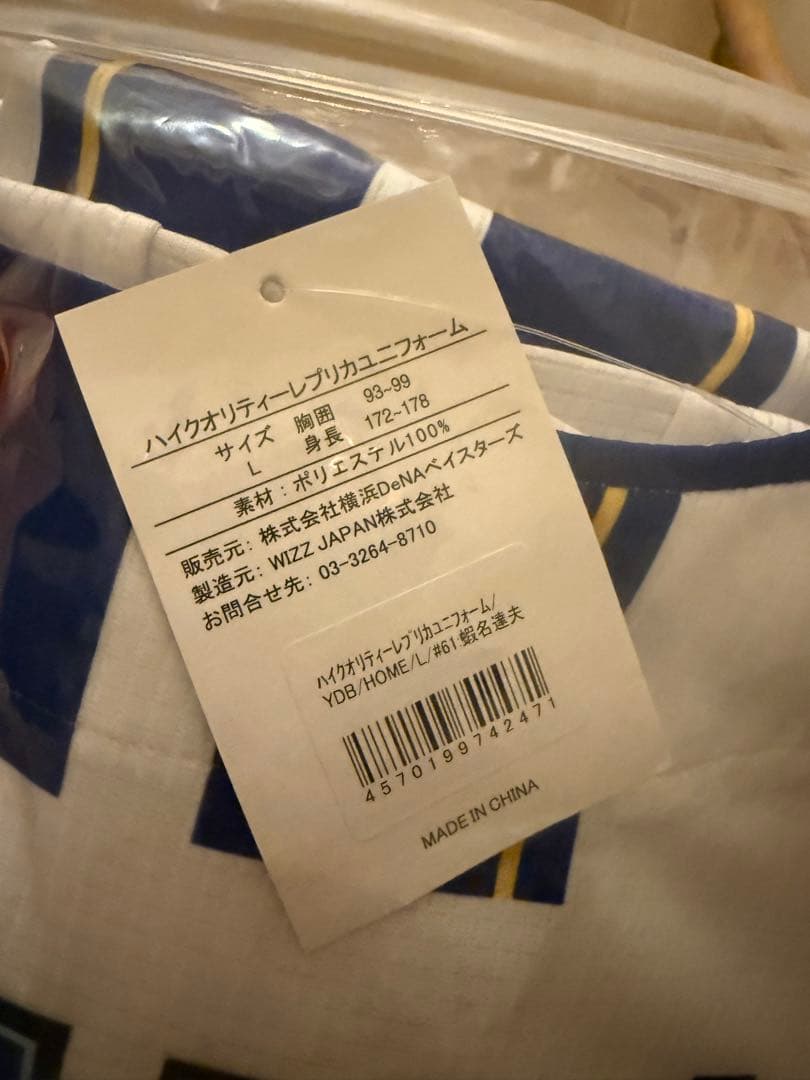 ハイクオリティーレプリカユニフォーム
サイズ 胸囲 93~99
L 身長 172~178
素材：ポリエステル100%
販売元：株式会社横浜DeNAベイスターズ
製造元：WIZZ JAPAN株式会社
お問合せ先：03-3264-8710
ﾊｲｸｵﾘﾃｨｰﾚﾌﾟﾘｶﾕﾆﾌｫｰﾑ/
YDB/HOME/L/#61:蝦名達夫
4570199742471
MADE IN CHINA